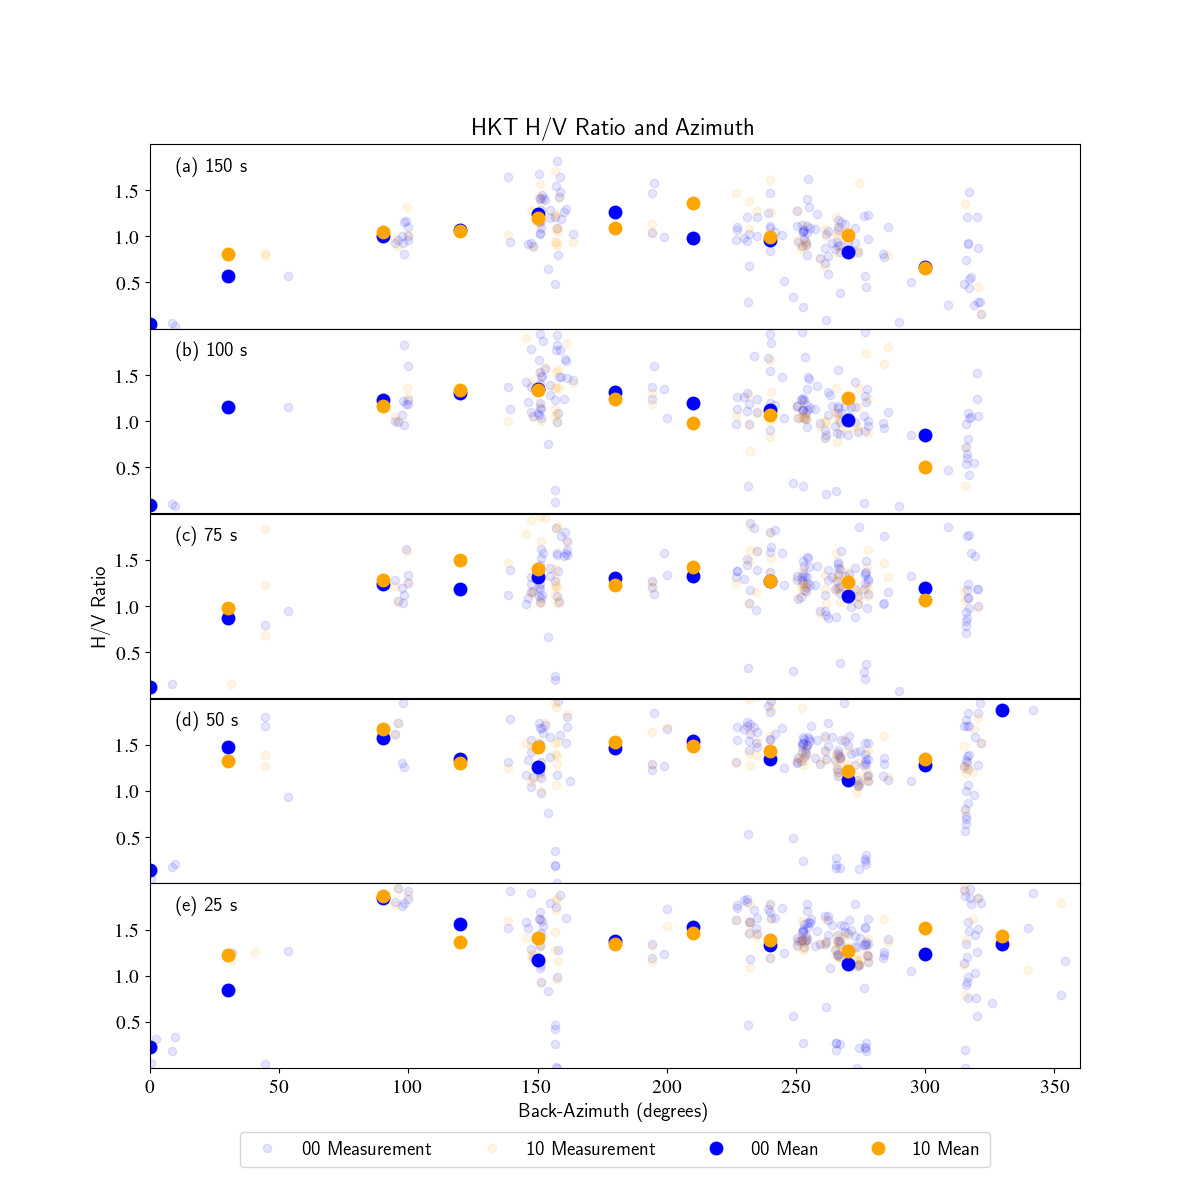 HKT H/V Ratio and Azimuth
(a) 150 s
1.5
1.0
0.5
(b) 100 s
1.5
1.0
0.5
(c) 75 s
1.5
1.0
0.5
H/V Ratio
(d) 50 s
1.5
1.0
0.5
(e) 25 s
1.5
1.0
0.5
0 50 100 150 200 250 300 350
Back-Azimuth (degrees)
00 Measurement 10 Measurement 00 Mean 10 Mean